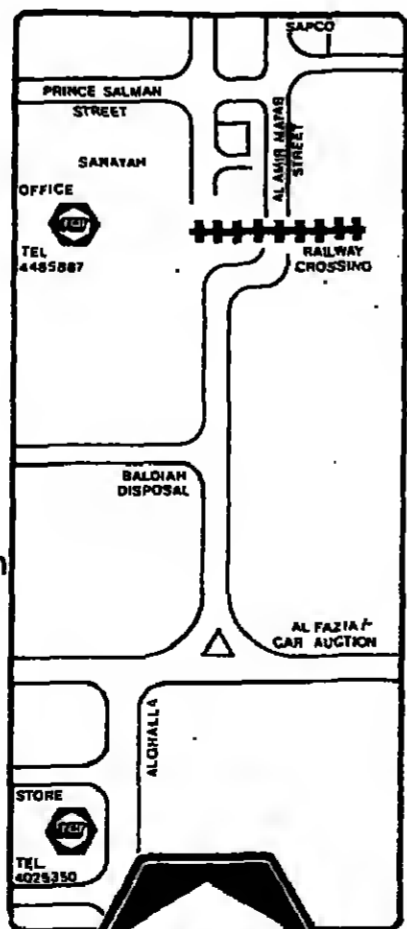 SAPCO
PRINCE SALMAN
STREET
AL AMIR MATAB
STREET
SANAYAH
OFFICE
TEL
4485887
RAILWAY
CROSSING
BALDIAH
DISPOSAL
AL FAZIA/
CAR AUCTION
ALQHALLA
STORE
TEL.
4025350